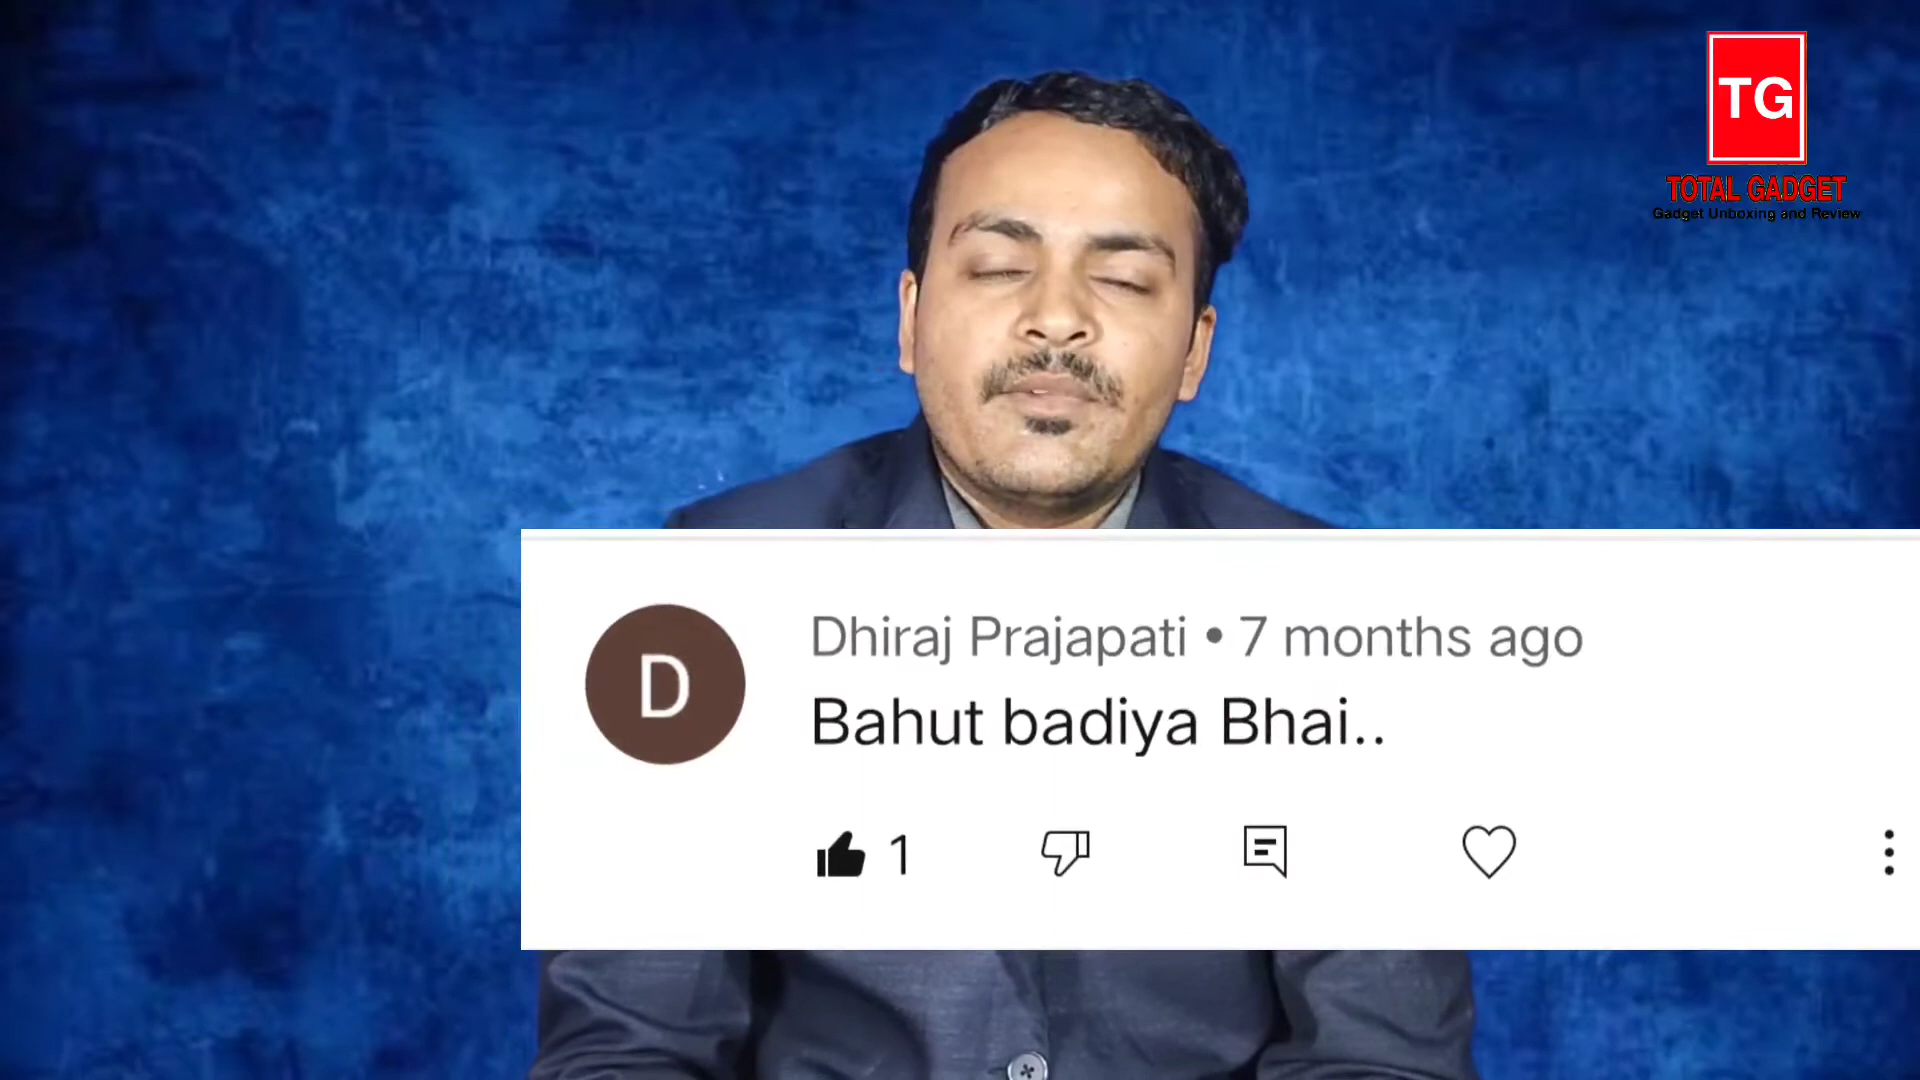 TG
TOTAL GADGET
Gadget Unboxing and Review
D
Dhiraj Prajapati • 7 months ago
Bahut badiya Bhai..
1